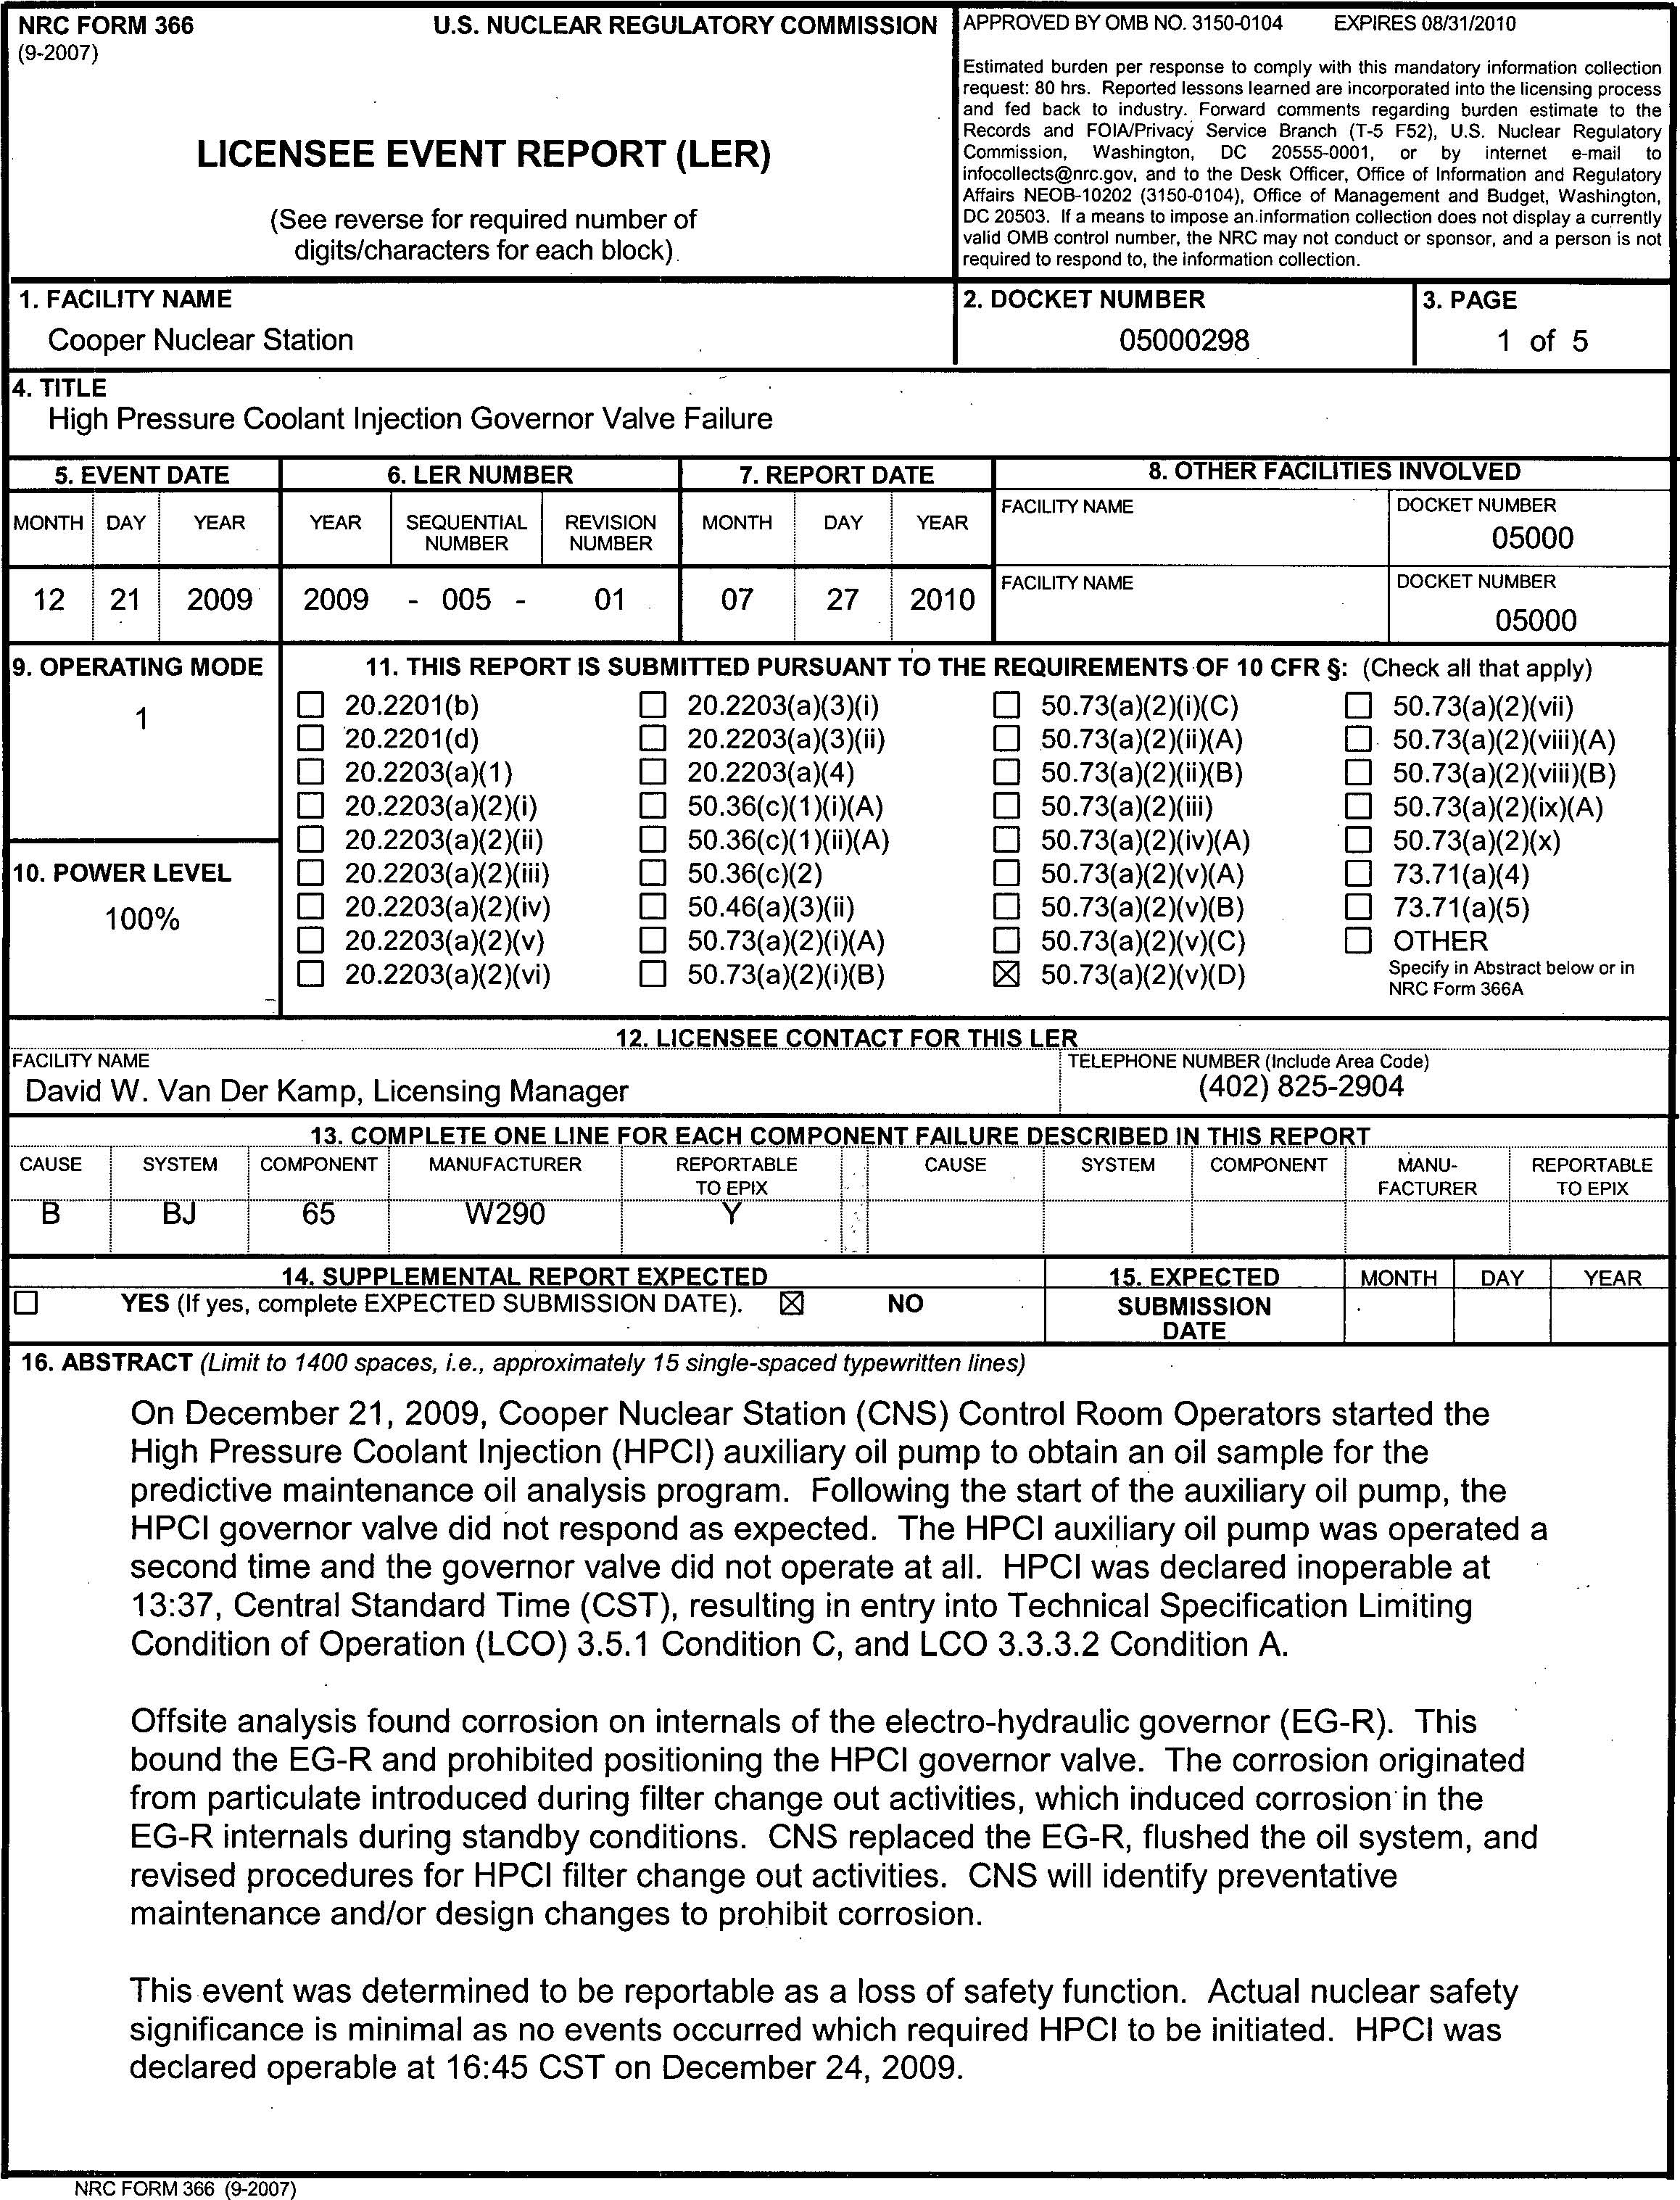 NRC FORM 366
(9-2007)
U.S. NUCLEAR REGULATORY COMMISSION
LICENSEE EVENT REPORT (LER)
(See reverse for required number of
digits/characters for each block)
APPROVED BY OMB NO. 3150-0104 EXPIRES 08/31/2010
Estimated burden per response to comply with this mandatory information collection
request: 80 hrs. Reported lessons learned are incorporated into the licensing process
and fed back to industry. Forward comments regarding burden estimate to the
Records and FOIA/Privacy Service Branch (T-5 F52), U.S. Nuclear Regulatory
Commission, Washington, DC 20555-0001, or by internet e-mail to
infocollects@nrc.gov, and to the Desk Officer, Office of Information and Regulatory
Affairs NEOB-10202 (3150-0104), Office of Management and Budget, Washington,
DC 20503. If a means to impose an information collection does not display a currently
valid OMB control number, the NRC may not conduct or sponsor, and a person is not
required to respond to, the information collection.
1. FACILITY NAME
Cooper Nuclear Station
2. DOCKET NUMBER
05000298
3. PAGE
1 of 5
4. TITLE
High Pressure Coolant Injection Governor Valve Failure
5. EVENT DATE 6. LER NUMBER 7. REPORT DATE 8. OTHER FACILITIES INVOLVED
MONTH DAY YEAR YEAR SEQUENTIAL NUMBER REVISION NUMBER MONTH DAY YEAR
FACILITY NAME DOCKET NUMBER
05000
12 21 2009 2009 - 005 - 01 07 27 2010
FACILITY NAME DOCKET NUMBER
05000
9. OPERATING MODE
1
10. POWER LEVEL
100%
11. THIS REPORT IS SUBMITTED PURSUANT TO THE REQUIREMENTS OF 10 CFR §: (Check all that apply)
☐ 20.2201(b) ☐ 20.2203(a)(3)(i) ☐ 50.73(a)(2)(i)(C) ☐ 50.73(a)(2)(vii)
☐ 20.2201(d) ☐ 20.2203(a)(3)(ii) ☐ 50.73(a)(2)(ii)(A) ☐ 50.73(a)(2)(viii)(A)
☐ 20.2203(a)(1) ☐ 20.2203(a)(4) ☐ 50.73(a)(2)(ii)(B) ☐ 50.73(a)(2)(viii)(B)
☐ 20.2203(a)(2)(i) ☐ 50.36(c)(1)(i)(A) ☐ 50.73(a)(2)(iii) ☐ 50.73(a)(2)(ix)(A)
☐ 20.2203(a)(2)(ii) ☐ 50.36(c)(1)(ii)(A) ☐ 50.73(a)(2)(iv)(A) ☐ 50.73(a)(2)(x)
☐ 20.2203(a)(2)(iii) ☐ 50.36(c)(2) ☐ 50.73(a)(2)(v)(A) ☐ 73.71(a)(4)
☐ 20.2203(a)(2)(iv) ☐ 50.46(a)(3)(ii) ☐ 50.73(a)(2)(v)(B) ☐ 73.71(a)(5)
☐ 20.2203(a)(2)(v) ☐ 50.73(a)(2)(i)(A) ☐ 50.73(a)(2)(v)(C) ☐ OTHER
☐ 20.2203(a)(2)(vi) ☐ 50.73(a)(2)(i)(B) ☒ 50.73(a)(2)(v)(D)
Specify in Abstract below or in
NRC Form 366A
12. LICENSEE CONTACT FOR THIS LER
FACILITY NAME
David W. Van Der Kamp, Licensing Manager
TELEPHONE NUMBER (Include Area Code)
(402) 825-2904
13. COMPLETE ONE LINE FOR EACH COMPONENT FAILURE DESCRIBED IN THIS REPORT
CAUSE SYSTEM COMPONENT MANUFACTURER REPORTABLE TO EPIX CAUSE SYSTEM COMPONENT MANU-FACTURER REPORTABLE TO EPIX
B BJ 65 W290 Y
14. SUPPLEMENTAL REPORT EXPECTED
☐ YES (If yes, complete EXPECTED SUBMISSION DATE). ☒ NO
15. EXPECTED
SUBMISSION
DATE
MONTH DAY YEAR
16. ABSTRACT (Limit to 1400 spaces, i.e., approximately 15 single-spaced typewritten lines)
On December 21, 2009, Cooper Nuclear Station (CNS) Control Room Operators started the
High Pressure Coolant Injection (HPCI) auxiliary oil pump to obtain an oil sample for the
predictive maintenance oil analysis program. Following the start of the auxiliary oil pump, the
HPCI governor valve did not respond as expected. The HPCI auxiliary oil pump was operated a
second time and the governor valve did not operate at all. HPCI was declared inoperable at
13:37, Central Standard Time (CST), resulting in entry into Technical Specification Limiting
Condition of Operation (LCO) 3.5.1 Condition C, and LCO 3.3.3.2 Condition A.
Offsite analysis found corrosion on internals of the electro-hydraulic governor (EG-R). This
bound the EG-R and prohibited positioning the HPCI governor valve. The corrosion originated
from particulate introduced during filter change out activities, which induced corrosion in the
EG-R internals during standby conditions. CNS replaced the EG-R, flushed the oil system, and
revised procedures for HPCI filter change out activities. CNS will identify preventative
maintenance and/or design changes to prohibit corrosion.
This event was determined to be reportable as a loss of safety function. Actual nuclear safety
significance is minimal as no events occurred which required HPCI to be initiated. HPCI was
declared operable at 16:45 CST on December 24, 2009.
NRC FORM 366 (9-2007)